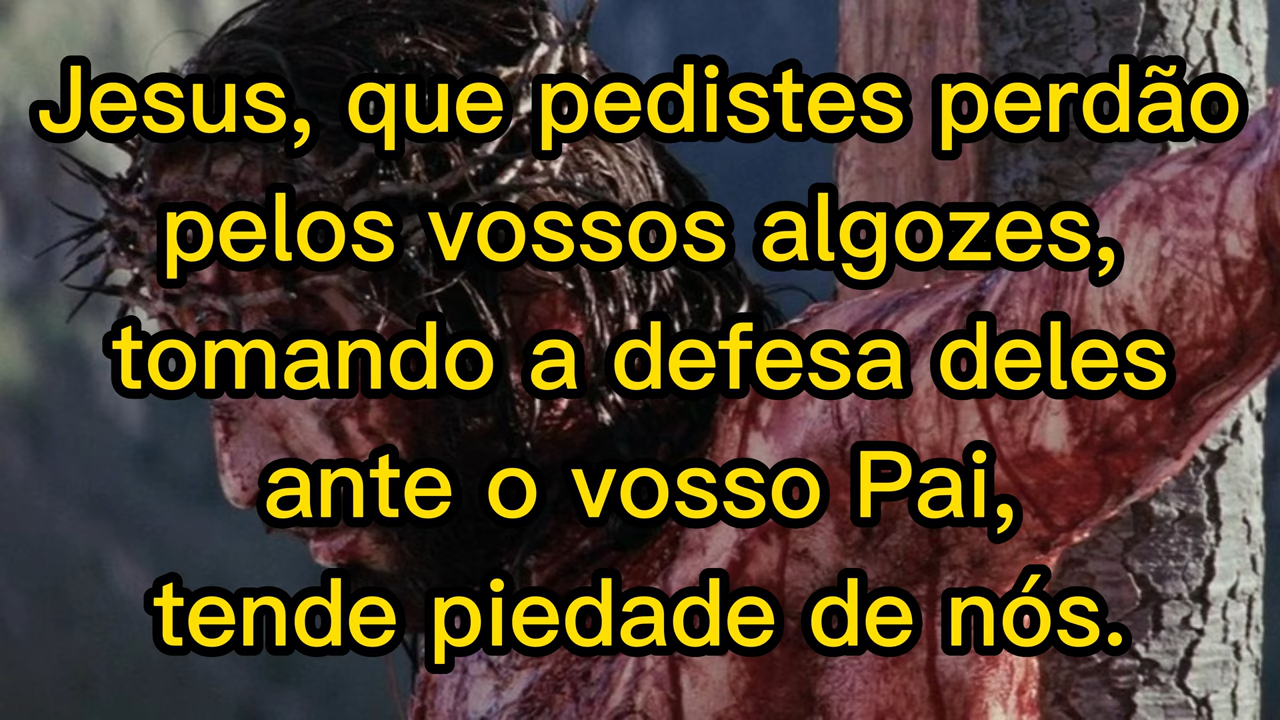 Jesus, que pedistes perdão
pelos vossos algozes,
tomando a defesa deles
ante o vosso Pai,
tende piedade de nós.